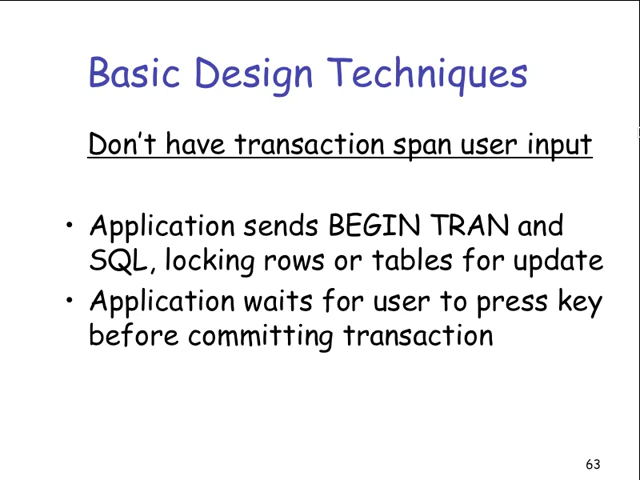 Basic Design Techniques
Don't have transaction span user input
• Application sends BEGIN TRAN and
SQL, locking rows or tables for update
• Application waits for user to press key
before committing transaction
63